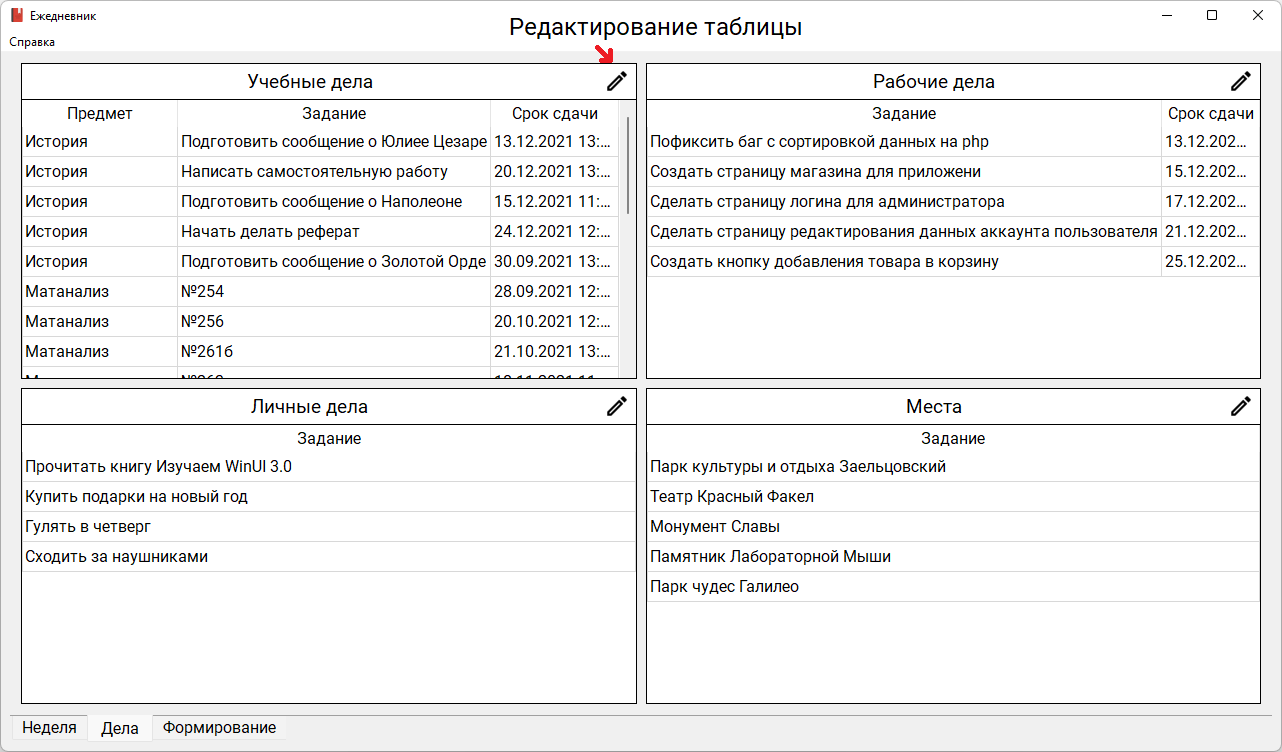 Ежедневник
Редактирование таблицы
Справка
Учебные дела
Предмет Задание Срок сдачи
История Подготовить сообщение о Юлиее Цезаре 13.12.2021 13:...
История Написать самостоятельную работу 20.12.2021 13:...
История Подготовить сообщение о Наполеоне 15.12.2021 11:...
История Начать делать реферат 24.12.2021 12:...
История Подготовить сообщение о Золотой Орде 30.09.2021 13:...
Матанализ №254 28.09.2021 12:...
Матанализ №256 20.10.2021 12:...
Матанализ №261б 21.10.2021 13:...
Рабочие дела
Задание Срок сдачи
Пофиксить баг с сортировкой данных на php 13.12.202...
Создать страницу магазина для приложени 15.12.202...
Сделать страницу логина для администратора 17.12.202...
Сделать страницу редактирования данных аккаунта пользователя 21.12.202...
Создать кнопку добавления товара в корзину 25.12.202...
Личные дела
Задание
Прочитать книгу Изучаем WinUI 3.0
Купить подарки на новый год
Гулять в четверг
Сходить за наушниками
Места
Задание
Парк культуры и отдыха Заельцовский
Театр Красный Факел
Монумент Славы
Памятник Лабораторной Мыши
Парк чудес Галилео
Неделя Дела Формирование